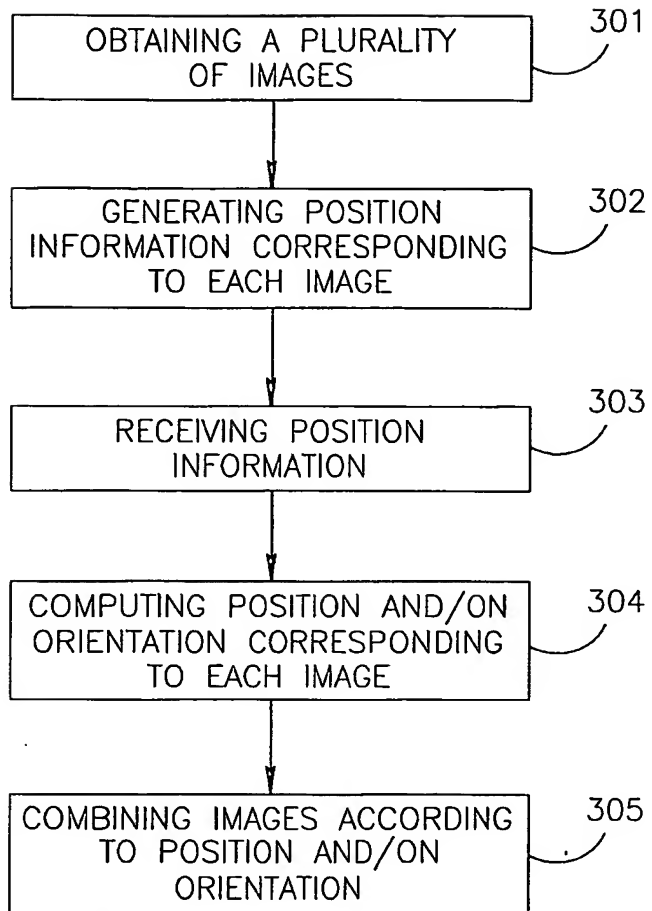 OBTAINING A PLURALITY
OF IMAGES
301
GENERATING POSITION
INFORMATION CORRESPONDING
TO EACH IMAGE
302
RECEIVING POSITION
INFORMATION
303
COMPUTING POSITION AND/ON
ORIENTATION CORRESPONDING
TO EACH IMAGE
304
COMBINING IMAGES ACCORDING
TO POSITION AND/ON
ORIENTATION
305